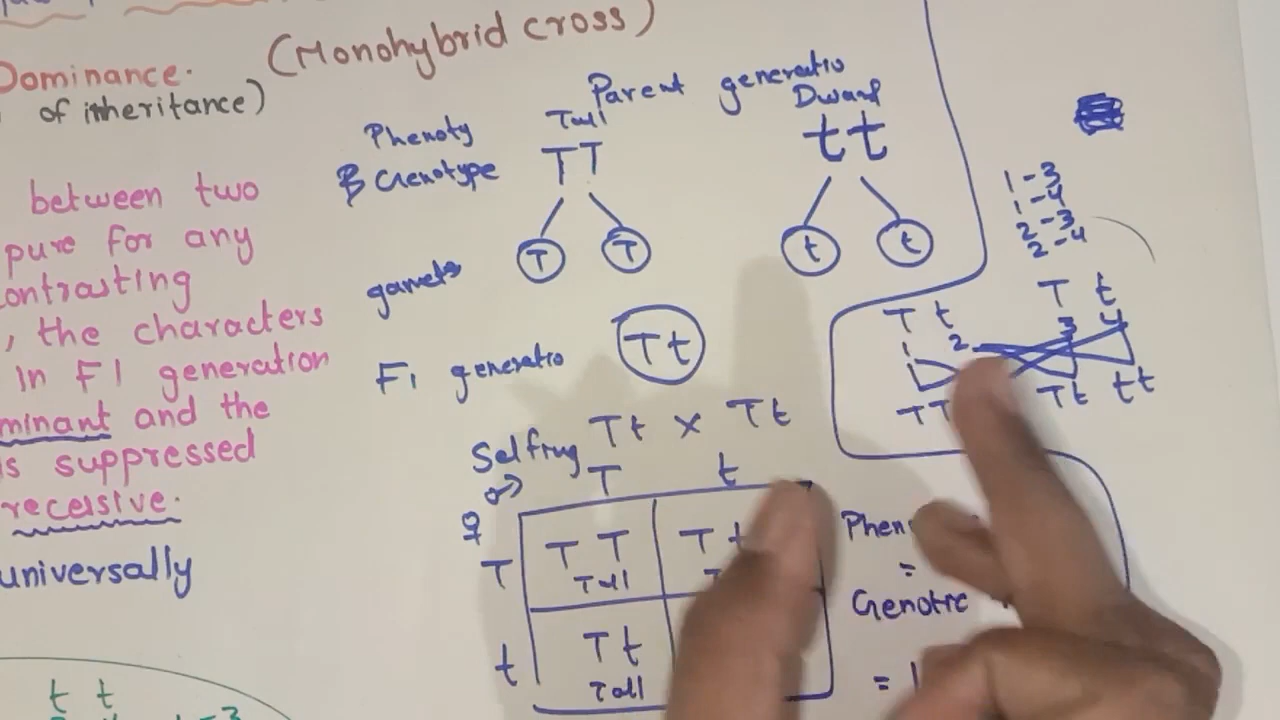 Dominance.
(Monohybrid cross)
of inheritance)
Parent generatio
Tall
Dwarf
Phenoty
TT
tt
Genotype
between two
pure for any
contrasting
, the characters
In F1 generation
minant and the
s suppressed
recessive.
universally
T
T
t
t
gamets
Tt
F1 generatio
Tt × Tt
Selfing
T
t
♂
♀
T
TT
Tt
Tall
t
Tt
Tall
1-3
1-4
2-3
2-4
T t
T t
1
2
3
4
TT
Tt
tt
Phen
=
=
t t